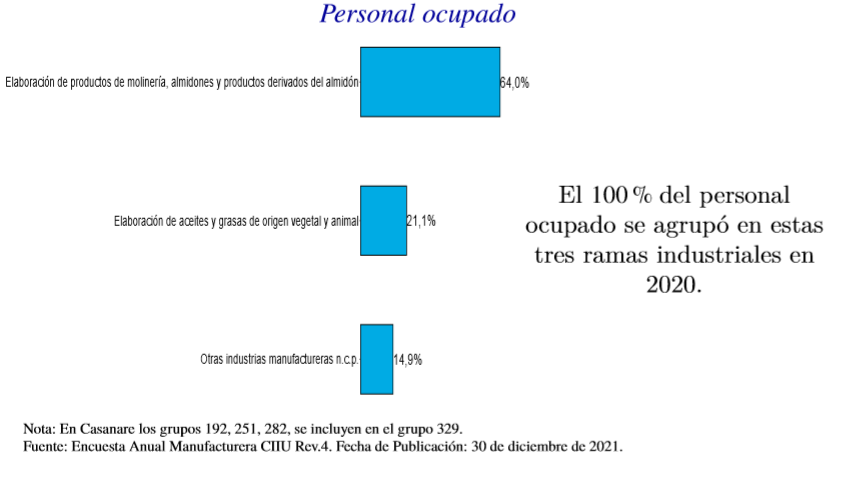 Personal ocupado
Elaboración de productos de molinería, almidones y productos derivados del almidón
64,0%
Elaboración de aceites y grasas de origen vegetal y animal
21,1%
El 100 % del personal
ocupado se agrupó en estas
tres ramas industriales en
2020.
Otras industrias manufactureras n.c.p.
14,9%
Nota: En Casanare los grupos 192, 251, 282, se incluyen en el grupo 329.
Fuente: Encuesta Anual Manufacturera CIIU Rev.4. Fecha de Publicación: 30 de diciembre de 2021.